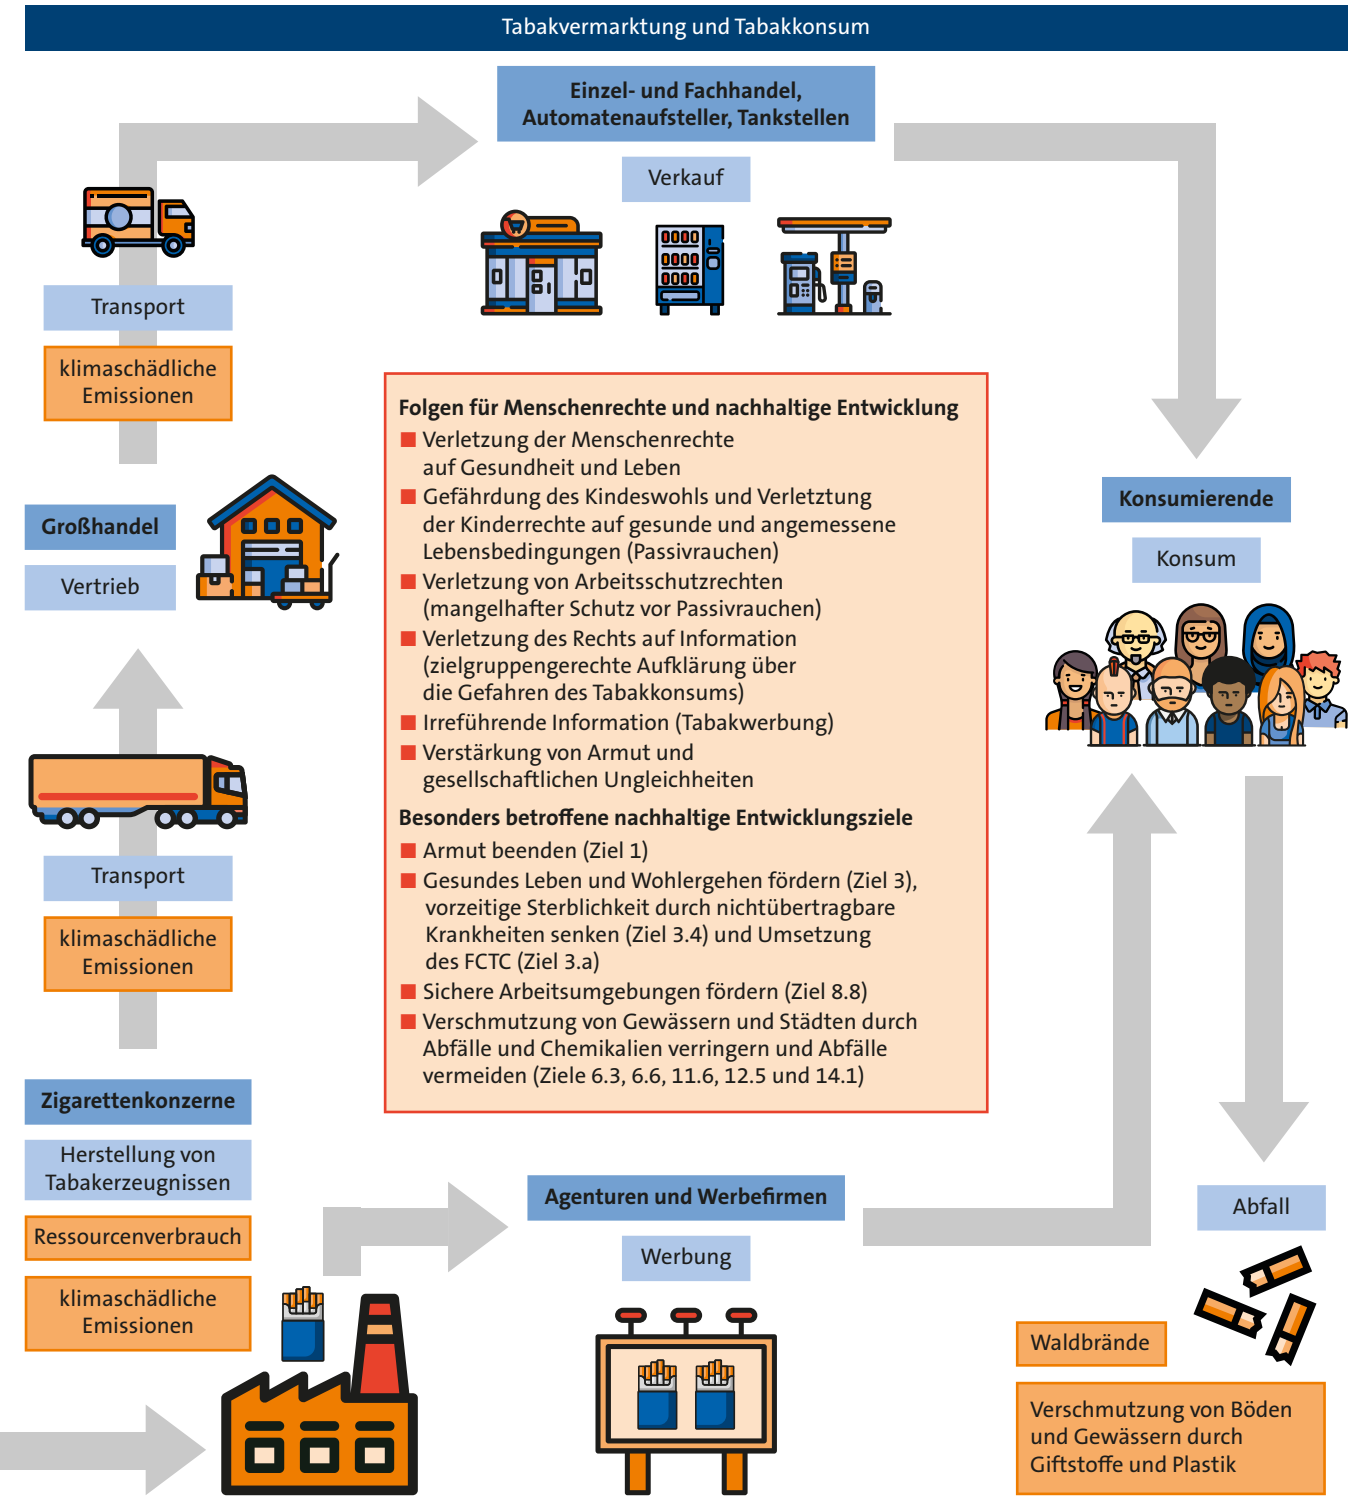 Tabakvermarktung und Tabakkonsum
Einzel- und Fachhandel,
Automatenaufsteller, Tankstellen
Verkauf
Transport
klimaschädliche
Emissionen
Großhandel
Vertrieb
Transport
klimaschädliche
Emissionen
Zigarettenkonzerne
Herstellung von
Tabakerzeugnissen
Ressourcenverbrauch
klimaschädliche
Emissionen
Folgen für Menschenrechte und nachhaltige Entwicklung
Verletzung der Menschenrechte
auf Gesundheit und Leben
Gefährdung des Kindeswohls und Verletztung
der Kinderrechte auf gesunde und angemessene
Lebensbedingungen (Passivrauchen)
Verletzung von Arbeitsschutzrechten
(mangelhafter Schutz vor Passivrauchen)
Verletzung des Rechts auf Information
(zielgruppengerechte Aufklärung über
die Gefahren des Tabakkonsums)
Irreführende Information (Tabakwerbung)
Verstärkung von Armut und
gesellschaftlichen Ungleichheiten
Besonders betroffene nachhaltige Entwicklungsziele
Armut beenden (Ziel 1)
Gesundes Leben und Wohlergehen fördern (Ziel 3),
vorzeitige Sterblichkeit durch nichtübertragbare
Krankheiten senken (Ziel 3.4) und Umsetzung
des FCTC (Ziel 3.a)
Sichere Arbeitsumgebungen fördern (Ziel 8.8)
Verschmutzung von Gewässern und Städten durch
Abfälle und Chemikalien verringern und Abfälle
vermeiden (Ziele 6.3, 6.6, 11.6, 12.5 und 14.1)
Agenturen und Werbefirmen
Werbung
Konsumierende
Konsum
Abfall
Waldbrände
Verschmutzung von Böden
und Gewässern durch
Giftstoffe und Plastik